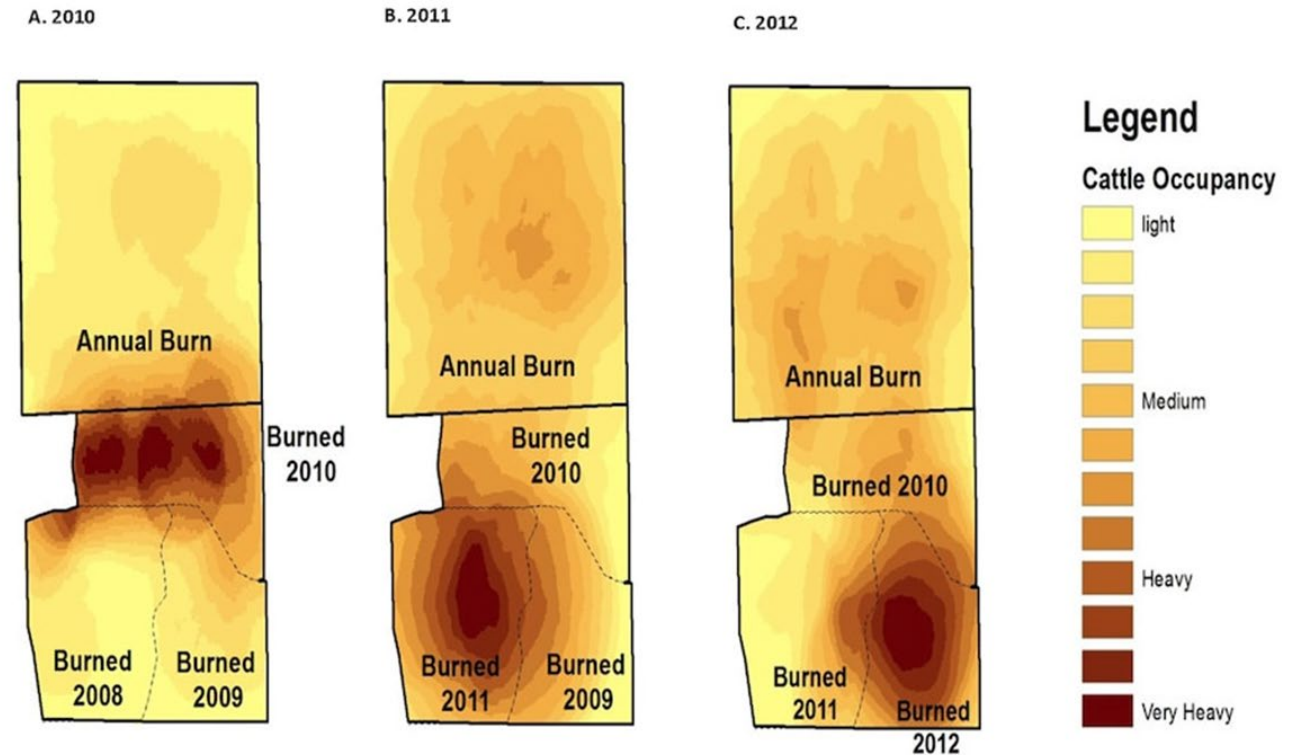 A. 2010
Annual Burn
Burned
2010
Burned
2008
Burned
2009
B. 2011
Annual Burn
Burned
2010
Burned
2011
Burned
2009
C. 2012
Annual Burn
Burned 2010
Burned
2011
Burned
2012
Legend
Cattle Occupancy
light
Medium
Heavy
Very Heavy